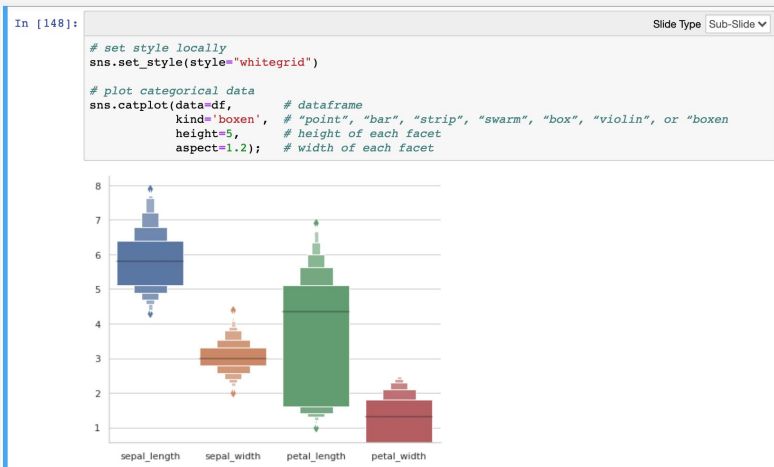 In [148]:
Slide Type Sub-Slide
# set style locally
sns.set_style(style="whitegrid")
# plot categorical data
sns.catplot(data=df, # dataframe
kind='boxen', # “point”, “bar”, “strip”, “swarm”, “box”, “violin”, or “boxen
height=5, # height of each facet
aspect=1.2); # width of each facet
8
7
6
5
4
3
2
1
sepal_length sepal_width petal_length petal_width